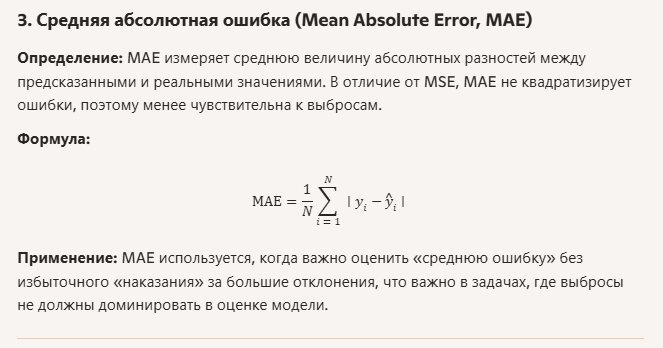 3. Средняя абсолютная ошибка (Mean Absolute Error, MAE)
Определение: MAE измеряет среднюю величину абсолютных разностей между
предсказанными и реальными значениями. В отличие от MSE, MAE не квадратизирует
ошибки, поэтому менее чувствительна к выбросам.
Формула:
MAE = \frac{1}{N} \sum_{i=1}^{N} | y_i − ŷ_i |
Применение: MAE используется, когда важно оценить «среднюю ошибку» без
избыточного «наказания» за большие отклонения, что важно в задачах, где выбросы
не должны доминировать в оценке модели.